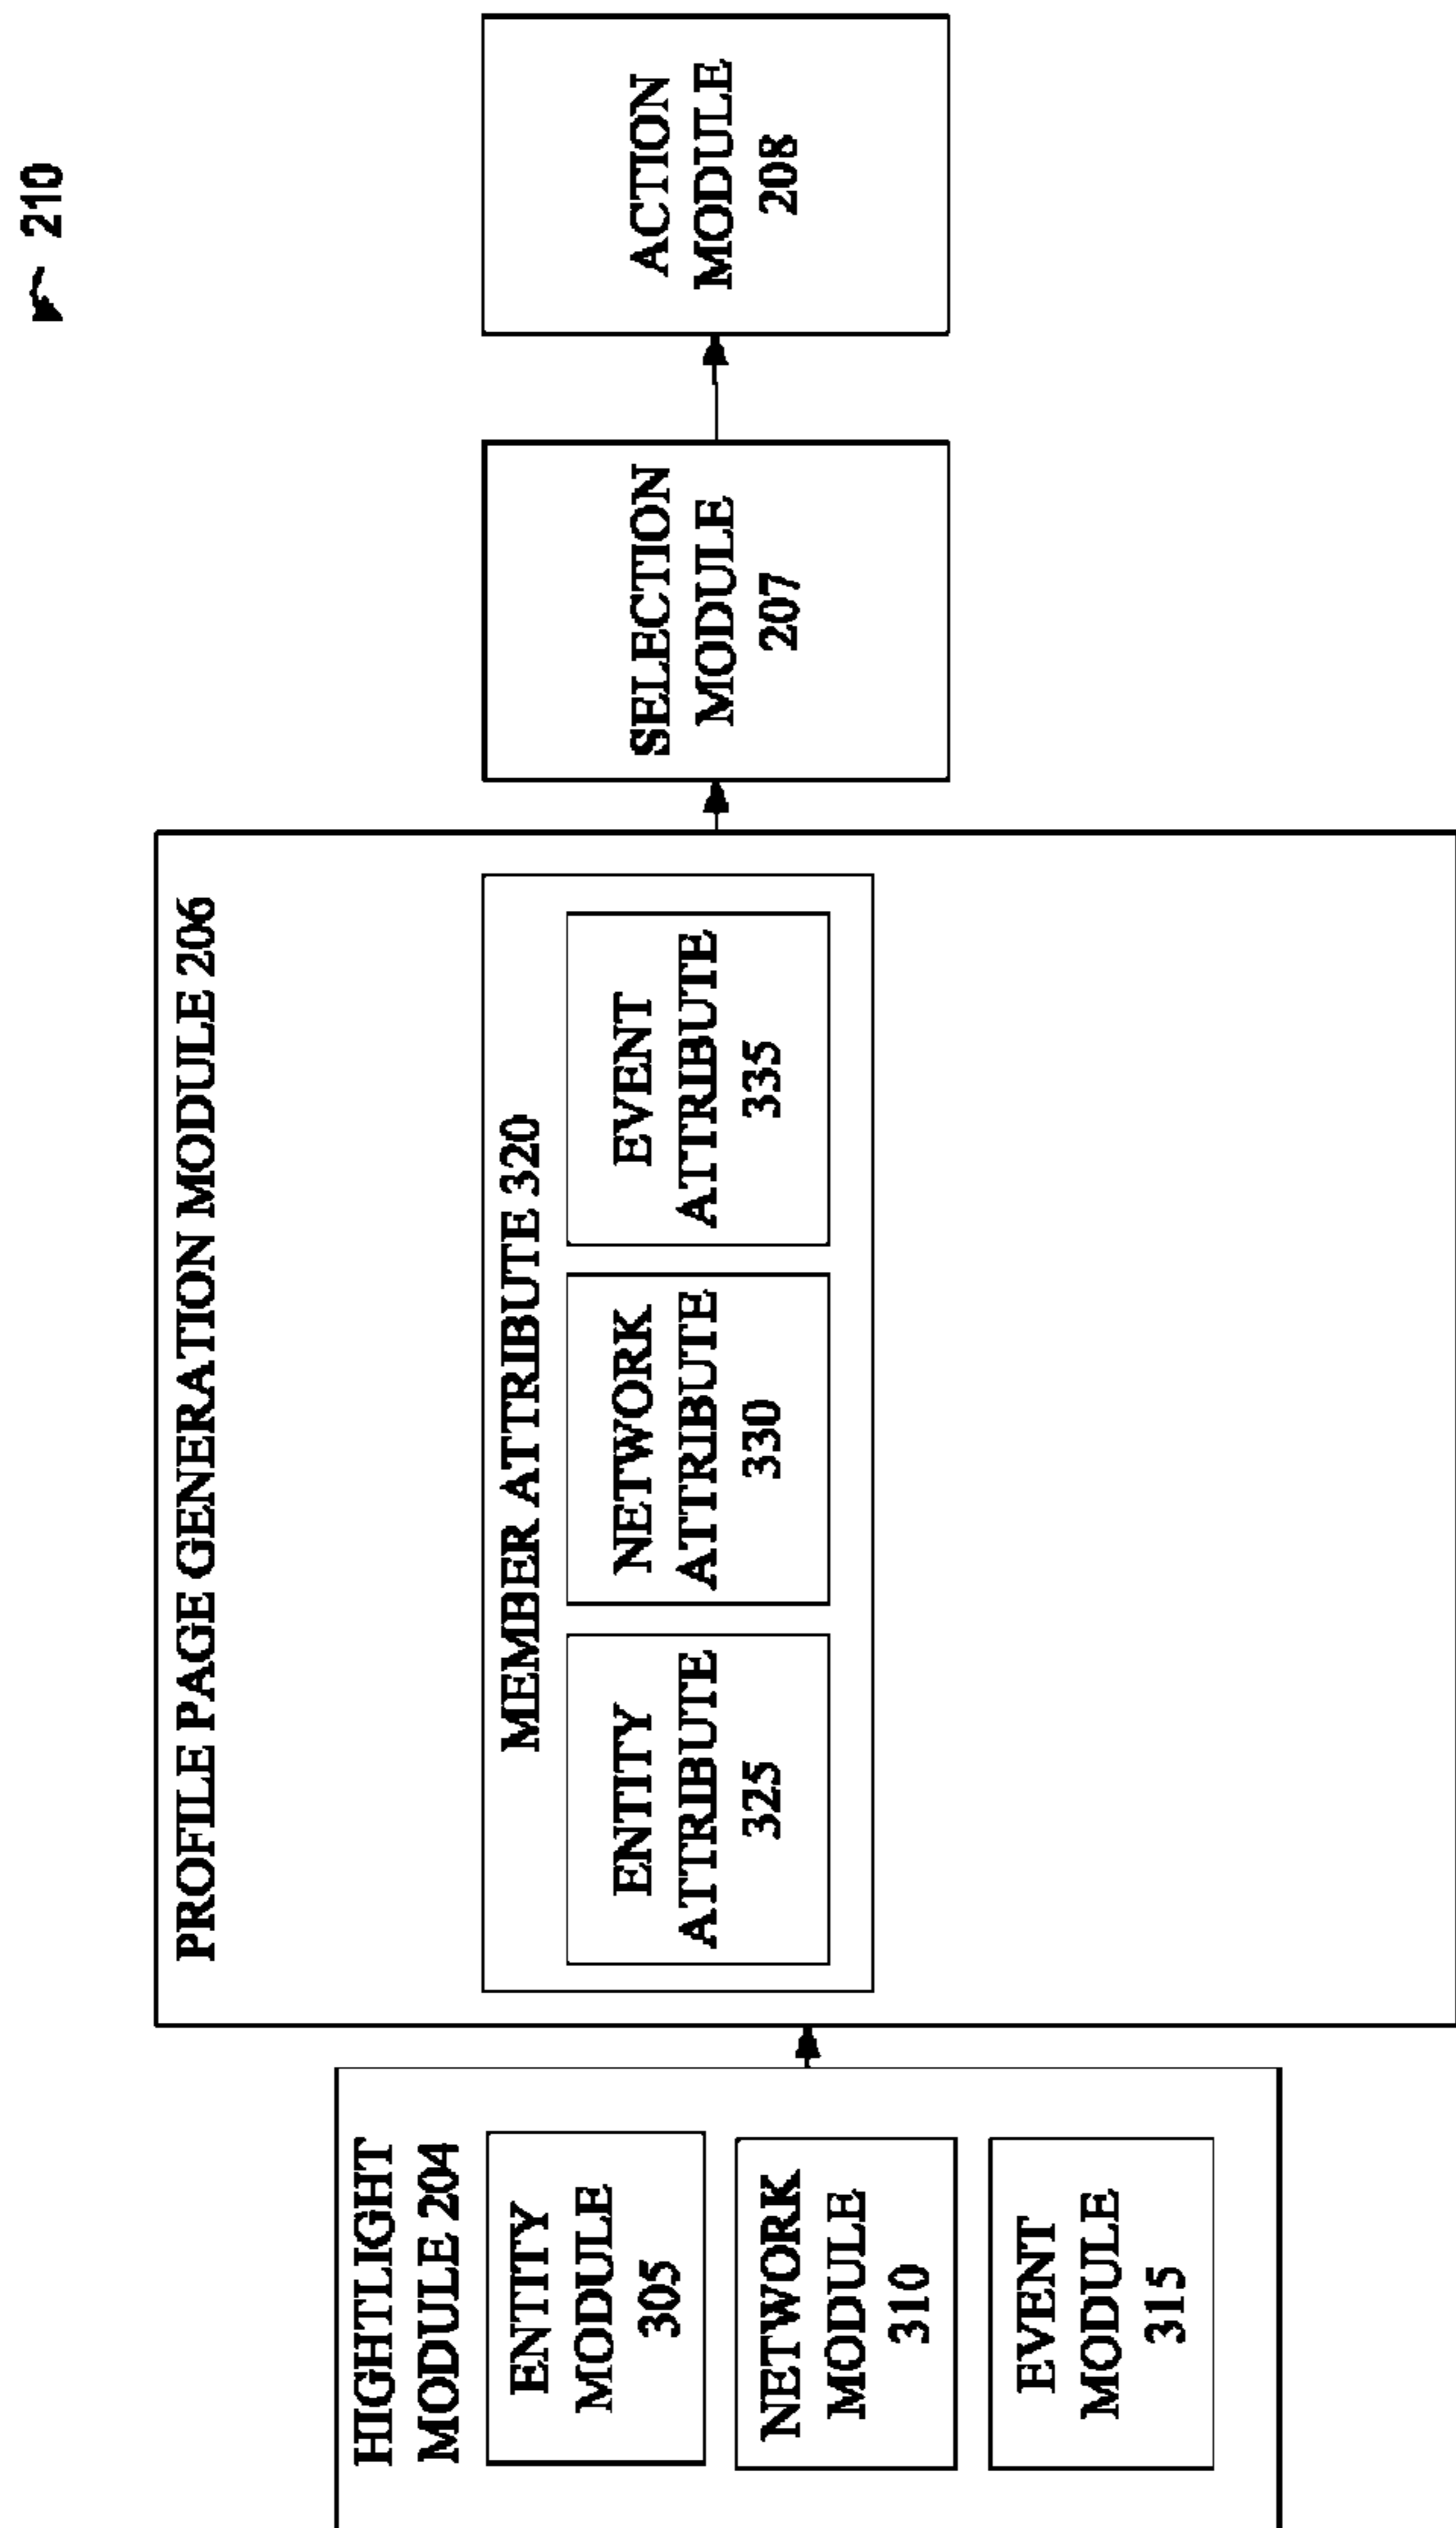 210
HIGHTLIGHT
MODULE 204
ENTITY
MODULE
305
NETWORK
MODULE
310
EVENT
MODULE
315
PROFILE PAGE GENERATION MODULE 206
MEMBER ATTRIBUTE 320
ENTITY
ATTRIBUTE
325
NETWORK
ATTRIBUTE
330
EVENT
ATTRIBUTE
335
SELECTION
MODULE
207
ACTION
MODULE
208